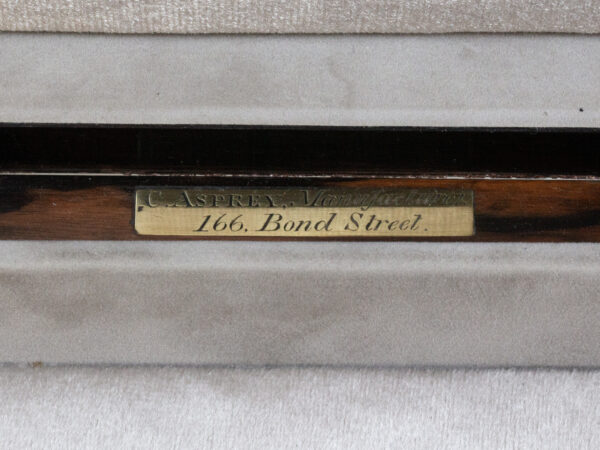 C. ASPREY, Manufacturer
166, Bond Street.